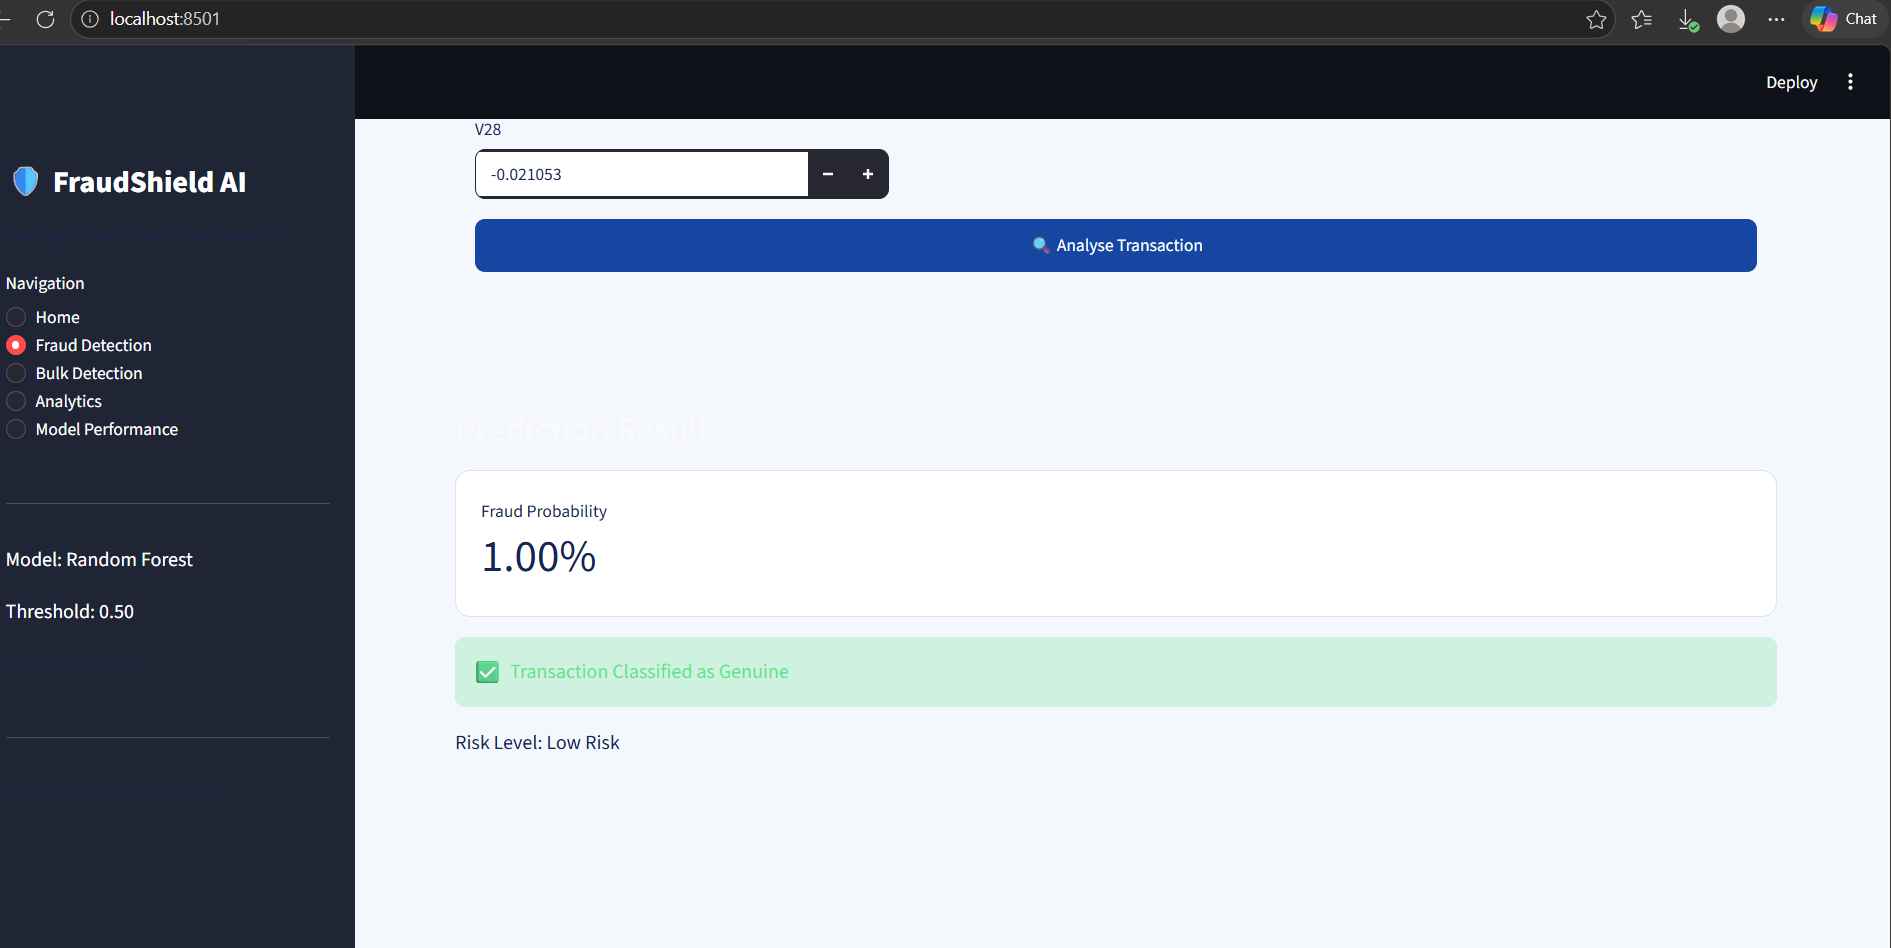 localhost:8501
Chat
Deploy
FraudShield AI
Navigation
Home
Fraud Detection
Bulk Detection
Analytics
Model Performance
Model: Random Forest
Threshold: 0.50
V28
-0.021053
Analyse Transaction
Prediction Result
Fraud Probability
1.00%
Transaction Classified as Genuine
Risk Level: Low Risk